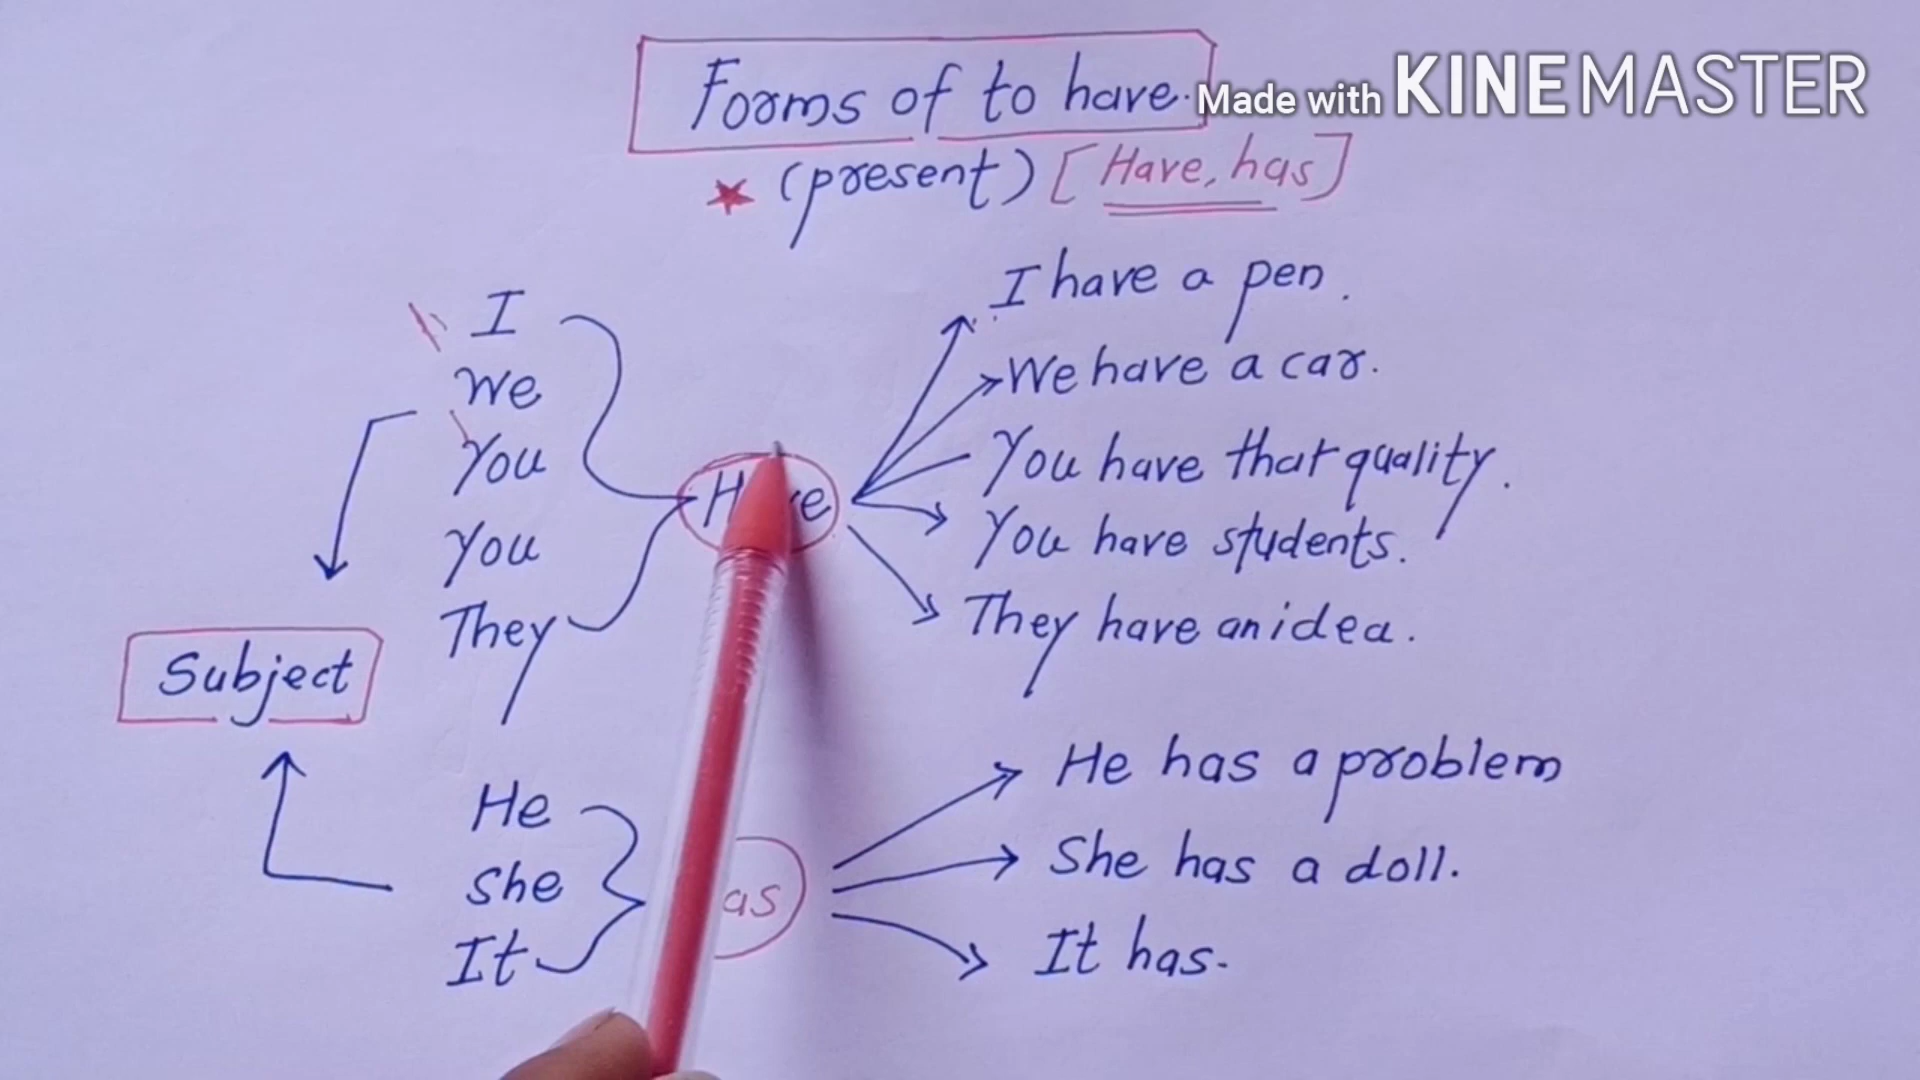 Forms of to have.
Made with KINEMASTER
(present) [Have, has]
I
We
You
You
They
I have a pen.
We have a car.
You have that quality.
You have students.
They have an idea.
Subject
He
She
It
He has a problem
She has a doll.
It has.